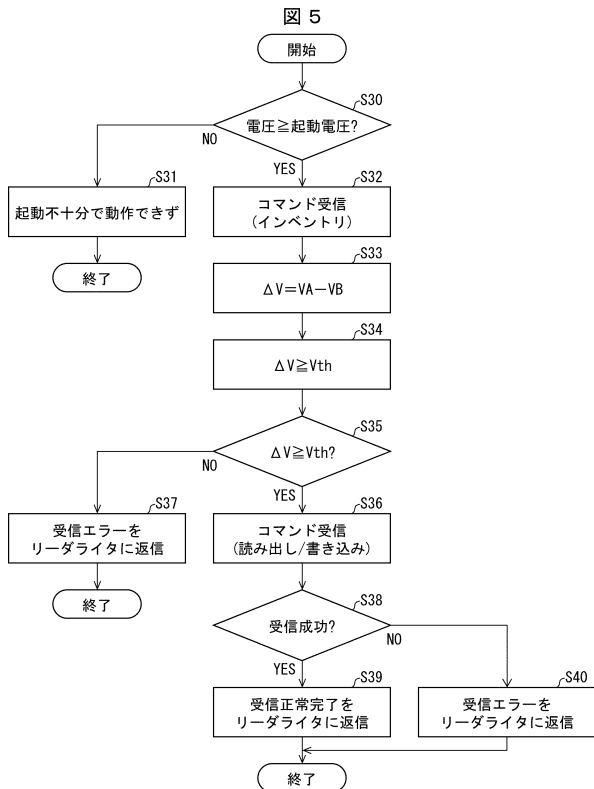 図 5
開始
S30
電圧≧起動電圧?
NO
YES
S31
起動不十分で動作できず
終了
S32
コマンド受信
(インベントリ)
S33
ΔV=VA−VB
S34
ΔV≧Vth
S35
ΔV≧Vth?
NO
YES
S37
受信エラーを
リーダライタに返信
終了
S36
コマンド受信
(読み出し/書き込み)
S38
受信成功?
NO
YES
S39
受信正常完了を
リーダライタに返信
S40
受信エラーを
リーダライタに返信
終了